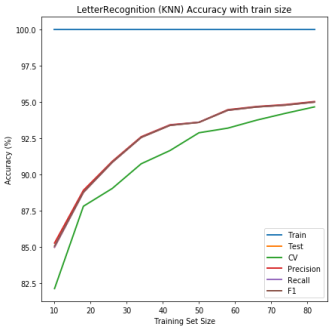 LetterRecognition (KNN) Accuracy with train size
100.0
97.5
95.0
92.5
90.0
87.5
85.0
82.5
Accuracy (%)
10 20 30 40 50 60 70 80
Training Set Size
Train
Test
CV
Precision
Recall
F1